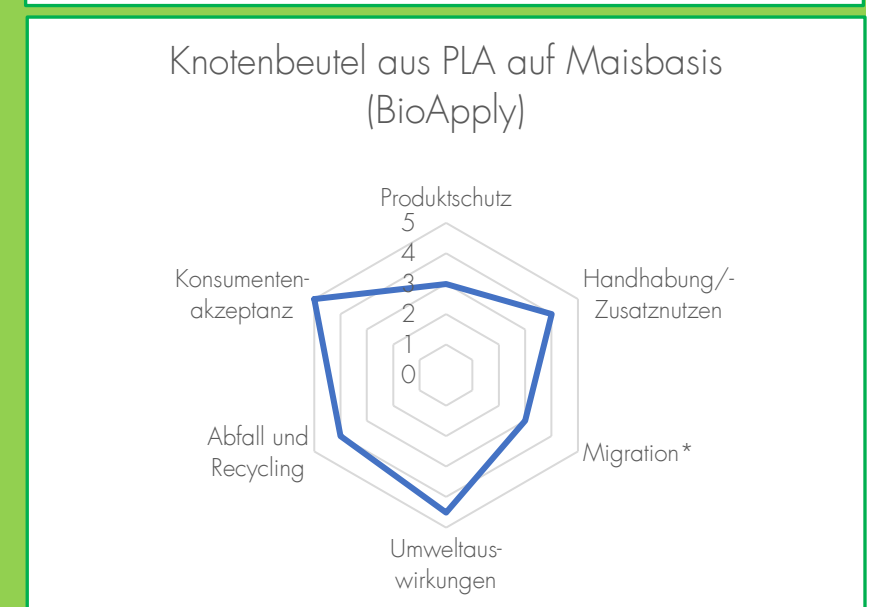 Knotenbeutel aus PLA auf Maisbasis
(BioApply)
Produktschutz
5
4
3
2
1
0
Handhabung/-
Zusatznutzen
Migration*
Umweltaus-
wirkungen
Abfall und
Recycling
Konsumenten-
akzeptanz